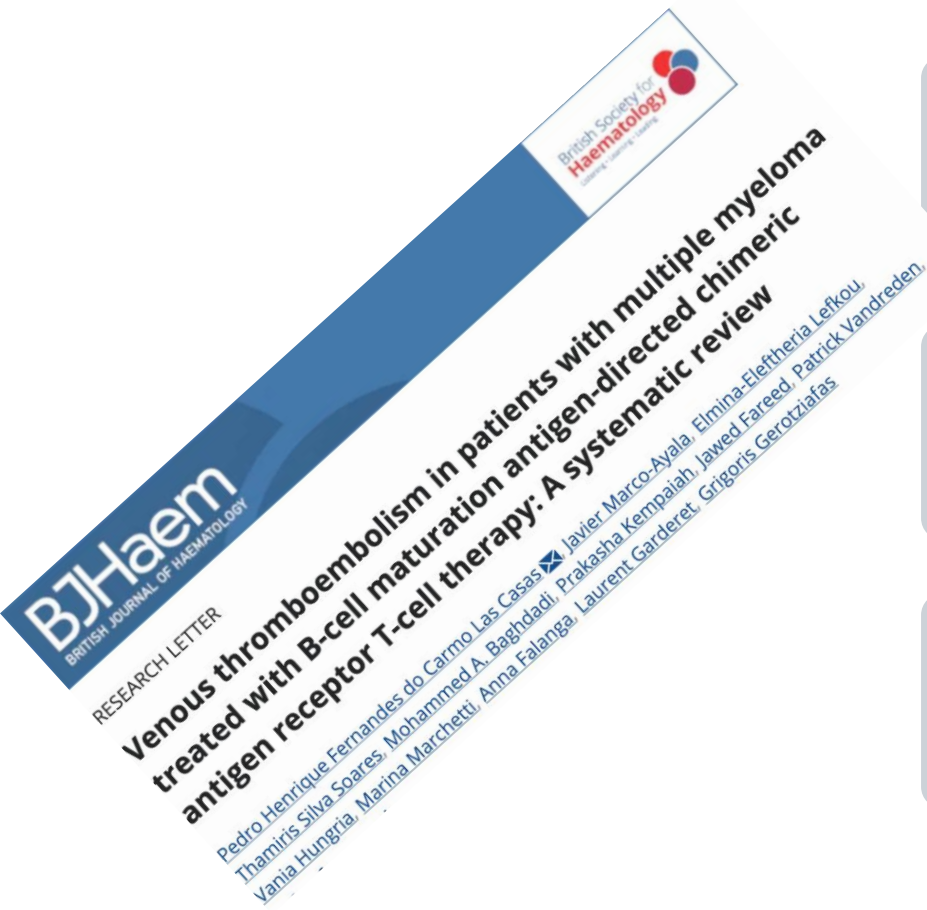 British Society for
Haematology
Listening • Learning • Leading
BJHaem
BRITISH JOURNAL OF HAEMATOLOGY
RESEARCH LETTER
Venous thromboembolism in patients with multiple myeloma
treated with B-cell maturation antigen-directed chimeric
antigen receptor T-cell therapy: A systematic review
Pedro Henrique Fernandes do Carmo Las Casas, Javier Marco-Ayala, Elmina-Eleftheria Lefkou,
Thamiris Silva Soares, Mohammed A. Baghdadi, Prakasha Kempaiah, Jawed Fareed, Patrick Vandreden,
Vania Hungria, Marina Marchetti, Anna Falanga, Laurent Garderet, Grigoris Gerotziafas